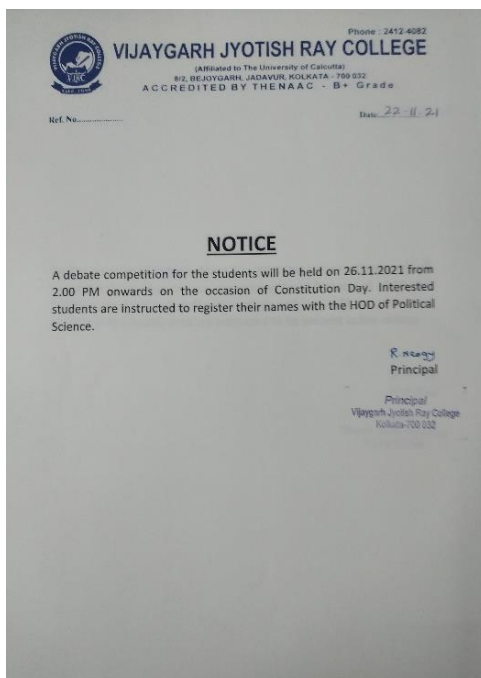 Phone : 2412-4082
VIJAYGARH JYOTISH RAY COLLEGE
(Affiliated to The University of Calcutta)
8/2, BEJOYGARH, JADAVUR, KOLKATA - 700 032
ACCREDITED BY THENAAC - B+ Grade
Ref. No....................
Date 22-11-21
NOTICE
A debate competition for the students will be held on 26.11.2021 from
2.00 PM onwards on the occasion of Constitution Day. Interested
students are instructed to register their names with the HOD of Political
Science.
R. Neogy
Principal
Principal
Vijaygarh Jyotish Ray College
Kolkata-700 032